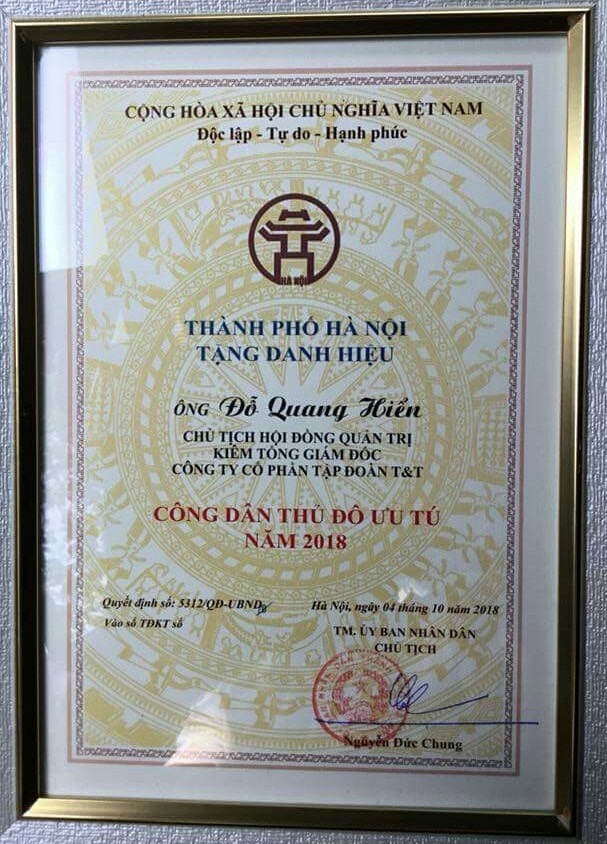 CỘNG HÒA XÃ HỘI CHỦ NGHĨA VIỆT NAM
Độc lập - Tự do - Hạnh phúc
HÀ NỘI
THÀNH PHỐ HÀ NỘI
TẶNG DANH HIỆU
ÔNG Đỗ Quang Hiển
CHỦ TỊCH HỘI ĐỒNG QUẢN TRỊ
KIÊM TỔNG GIÁM ĐỐC
CÔNG TY CỔ PHẦN TẬP ĐOÀN T&T
CÔNG DÂN THỦ ĐÔ ƯU TÚ
NĂM 2018
Quyết định số: 5312/QĐ-UBND
Vào số TĐKT số
Hà Nội, ngày 04 tháng 10 năm 2018
TM. ỦY BAN NHÂN DÂN
CHỦ TỊCH
Nguyễn Đức Chung